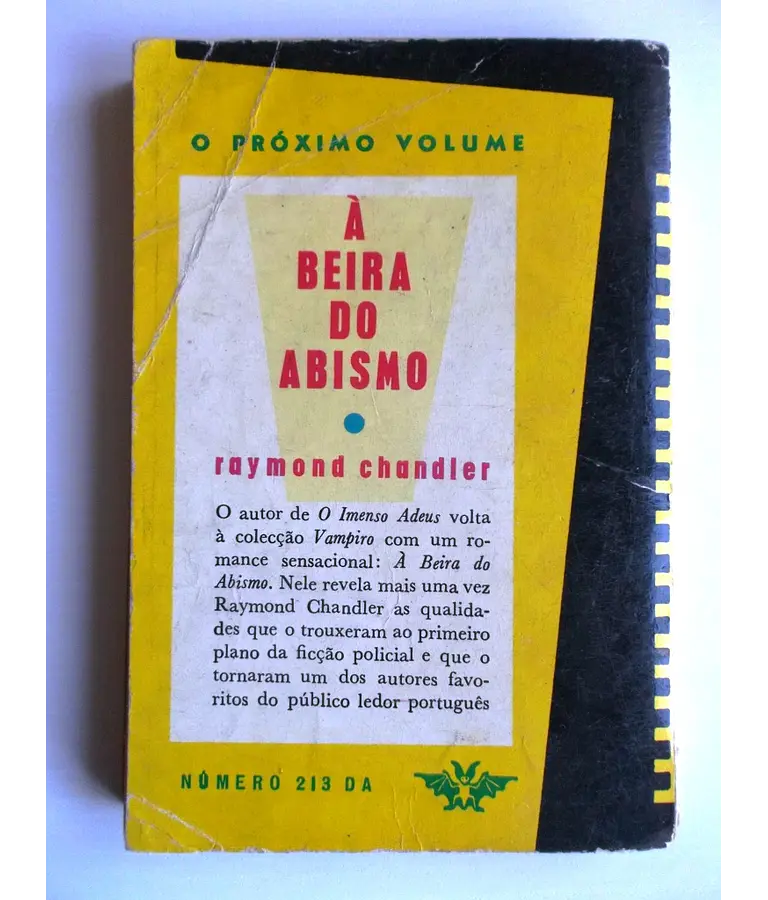 O PRÓXIMO VOLUME
À
BEIRA
DO
ABISMO
raymond chandler
O autor de O Imenso Adeus volta
à colecção Vampiro com um ro-
mance sensacional: À Beira do
Abismo. Nele revela mais uma vez
Raymond Chandler as qualida-
des que o trouxeram ao primeiro
plano da ficção policial e que o
tornaram um dos autores favo-
ritos do público ledor português
NÚMERO 213 DA